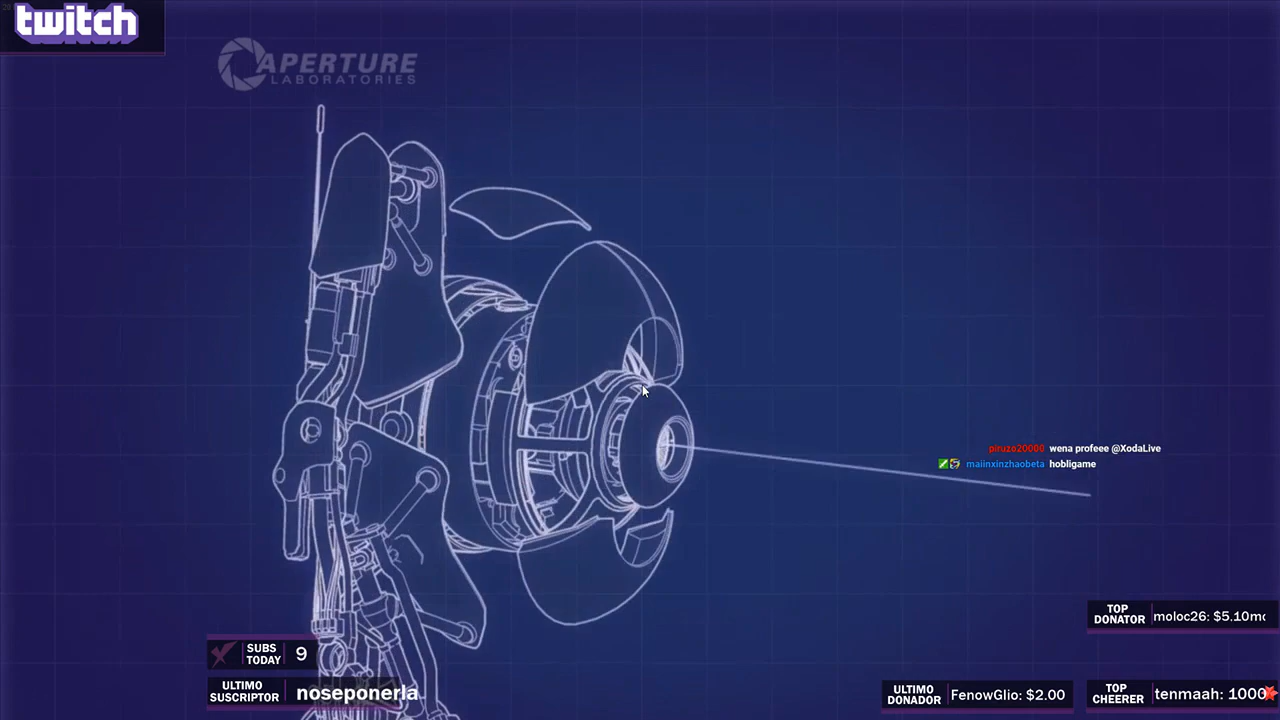 twitch
APERTURE
LABORATORIES
piruzo20000 wena profeee @XodaLive
maiinxinzhaobeta hobligame
TOP DONATOR moloc26: $5.10
SUBS TODAY 9
ULTIMO SUSCRIPTOR noseponerla
ULTIMO DONADOR FenowGlio: $2.00
TOP CHEERER tenmaah: 1000